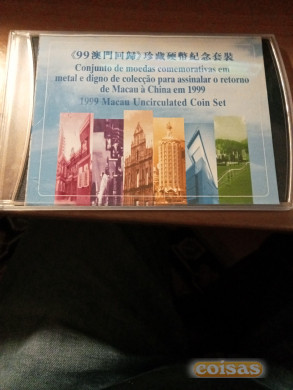 《99澳門回歸》珍藏硬幣紀念套裝
Conjunto de moedas comemorativas em
metal e digno de colecção para assinalar o retorno
de Macau à China em 1999
1999 Macau Uncirculated Coin Set
coisas